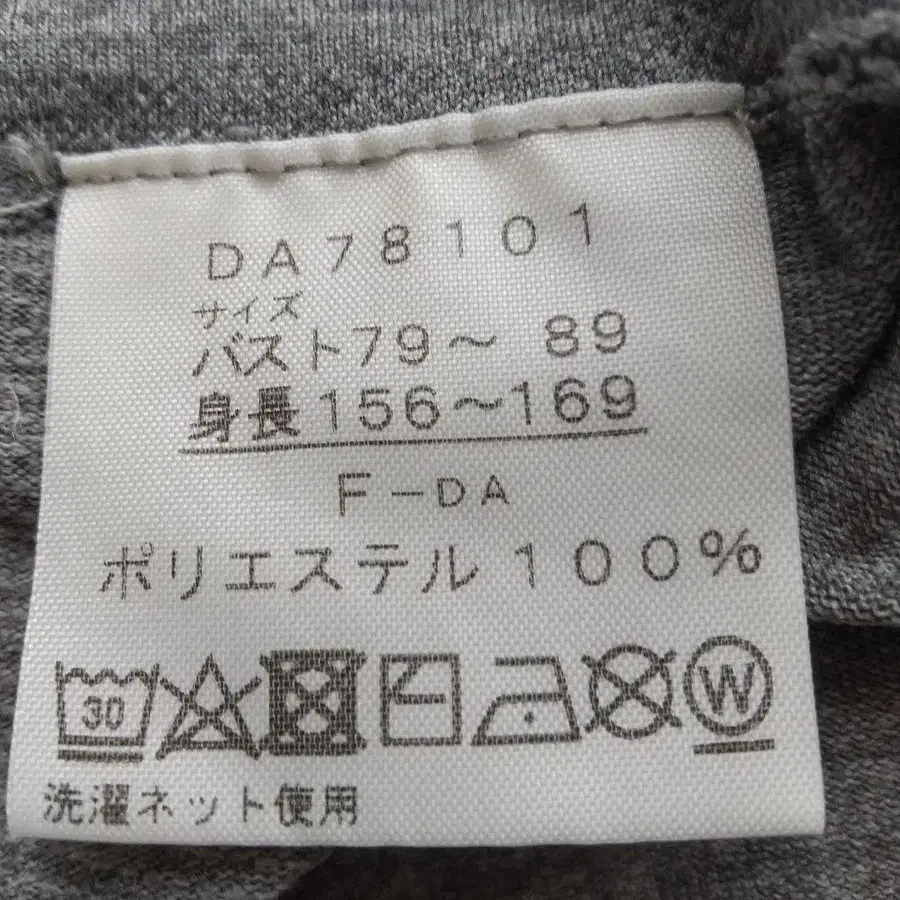 DA78101
サイズ
バスト79～ 89
身長156～169
F-DA
ポリエステル100%
30 W
洗濯ネット使用